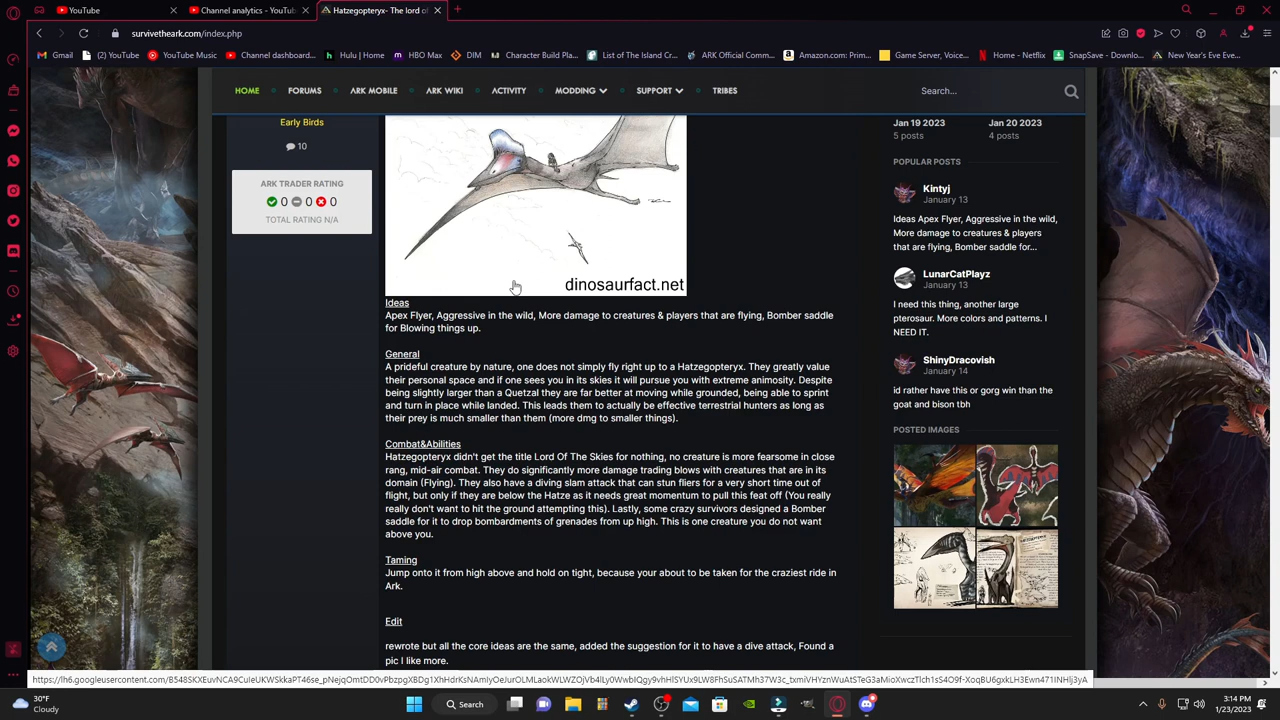 YouTube
Channel analytics - YouTub
Hatzegopteryx- The lord of
survivetheark.com/index.php
Gmail
(2) YouTube
YouTube Music
Channel dashboard...
Hulu | Home
HBO Max
DIM
Character Build Pla...
List of The Island Cr...
ARK Official Comm...
Amazon.com: Prim...
Game Server, Voice...
Home - Netflix
SnapSave - Downlo...
New Year's Eve Eve...
HOME
FORUMS
ARK MOBILE
ARK WIKI
ACTIVITY
MODDING
SUPPORT
TRIBES
Search...
Early Birds
10
ARK TRADER RATING
0 0 0
TOTAL RATING N/A
dinosaurfact.net
Ideas
Apex Flyer, Aggressive in the wild, More damage to creatures & players that are flying, Bomber saddle
for Blowing things up.
General
A prideful creature by nature, one does not simply fly right up to a Hatzegopteryx. They greatly value
their personal space and if one sees you in its skies it will pursue you with extreme animosity. Despite
being slightly larger than a Quetzal they are far better at moving while grounded, being able to sprint
and turn in place while landed. This leads them to actually be effective terrestrial hunters as long as
their prey is much smaller than them (more dmg to smaller things).
Combat&Abilities
Hatzegopteryx didn't get the title Lord Of The Skies for nothing, no creature is more fearsome in close
rang, mid-air combat. They do significantly more damage trading blows with creatures that are in its
domain (Flying). They also have a diving slam attack that can stun fliers for a very short time out of
flight, but only if they are below the Hatze as it needs great momentum to pull this feat off (You really
really don't want to hit the ground attempting this). Lastly, some crazy survivors designed a Bomber
saddle for it to drop bombardments of grenades from up high. This is one creature you do not want
above you.
Taming
Jump onto it from high above and hold on tight, because your about to be taken for the craziest ride in
Ark.
Edit
rewrote but all the core ideas are the same, added the suggestion for it to have a dive attack, Found a
pic I like more.
Jan 19 2023
5 posts
Jan 20 2023
4 posts
POPULAR POSTS
Kintyj
January 13
Ideas Apex Flyer, Aggressive in the wild,
More damage to creatures & players
that are flying, Bomber saddle for...
LunarCatPlayz
January 13
I need this thing, another large
pterosaur. More colors and patterns. I
NEED IT.
ShinyDracovish
January 14
id rather have this or gorg win than the
goat and bison tbh
POSTED IMAGES
30°F
Cloudy
Search
3:14 PM
1/23/2023